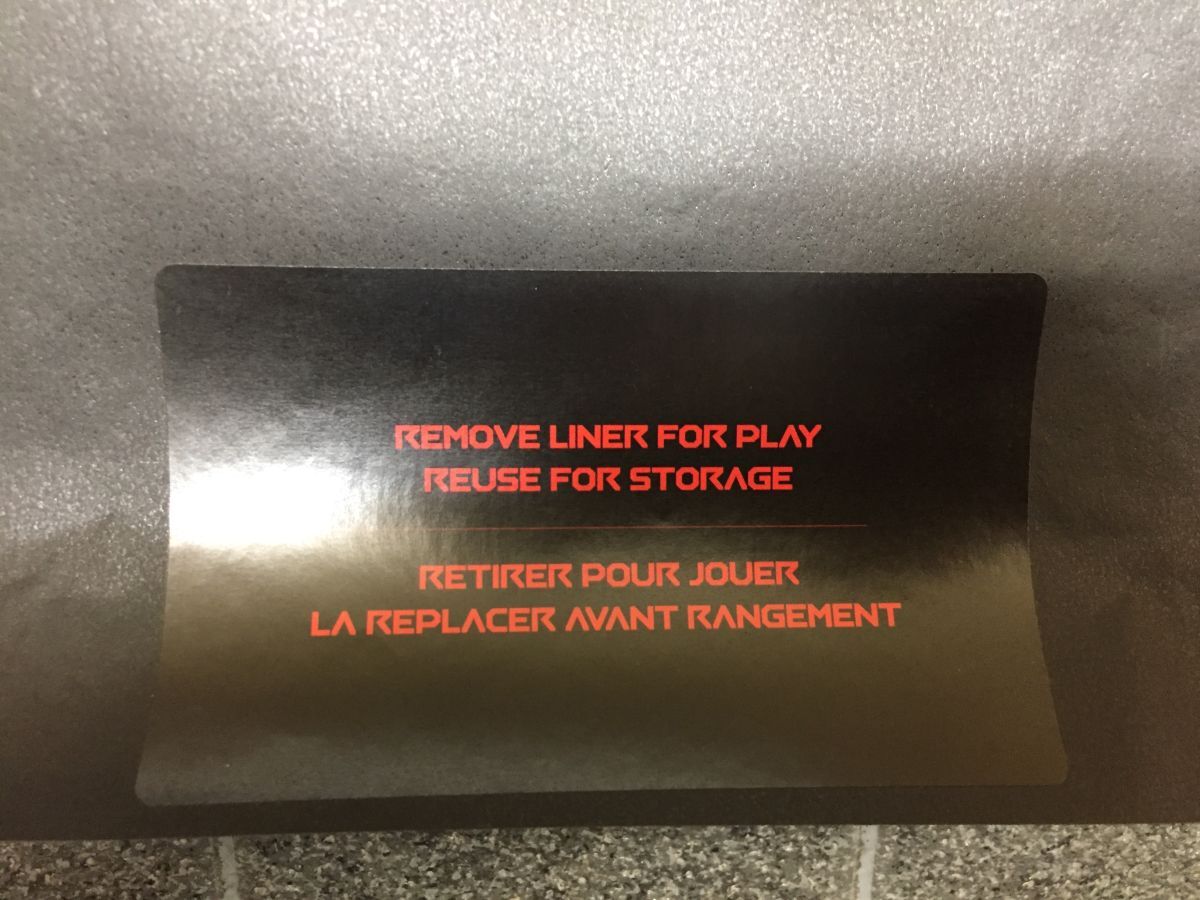 REMOVE LINER FOR PLAY
REUSE FOR STORAGE
RETIRER POUR JOUER
LA REPLACER AVANT RANGEMENT